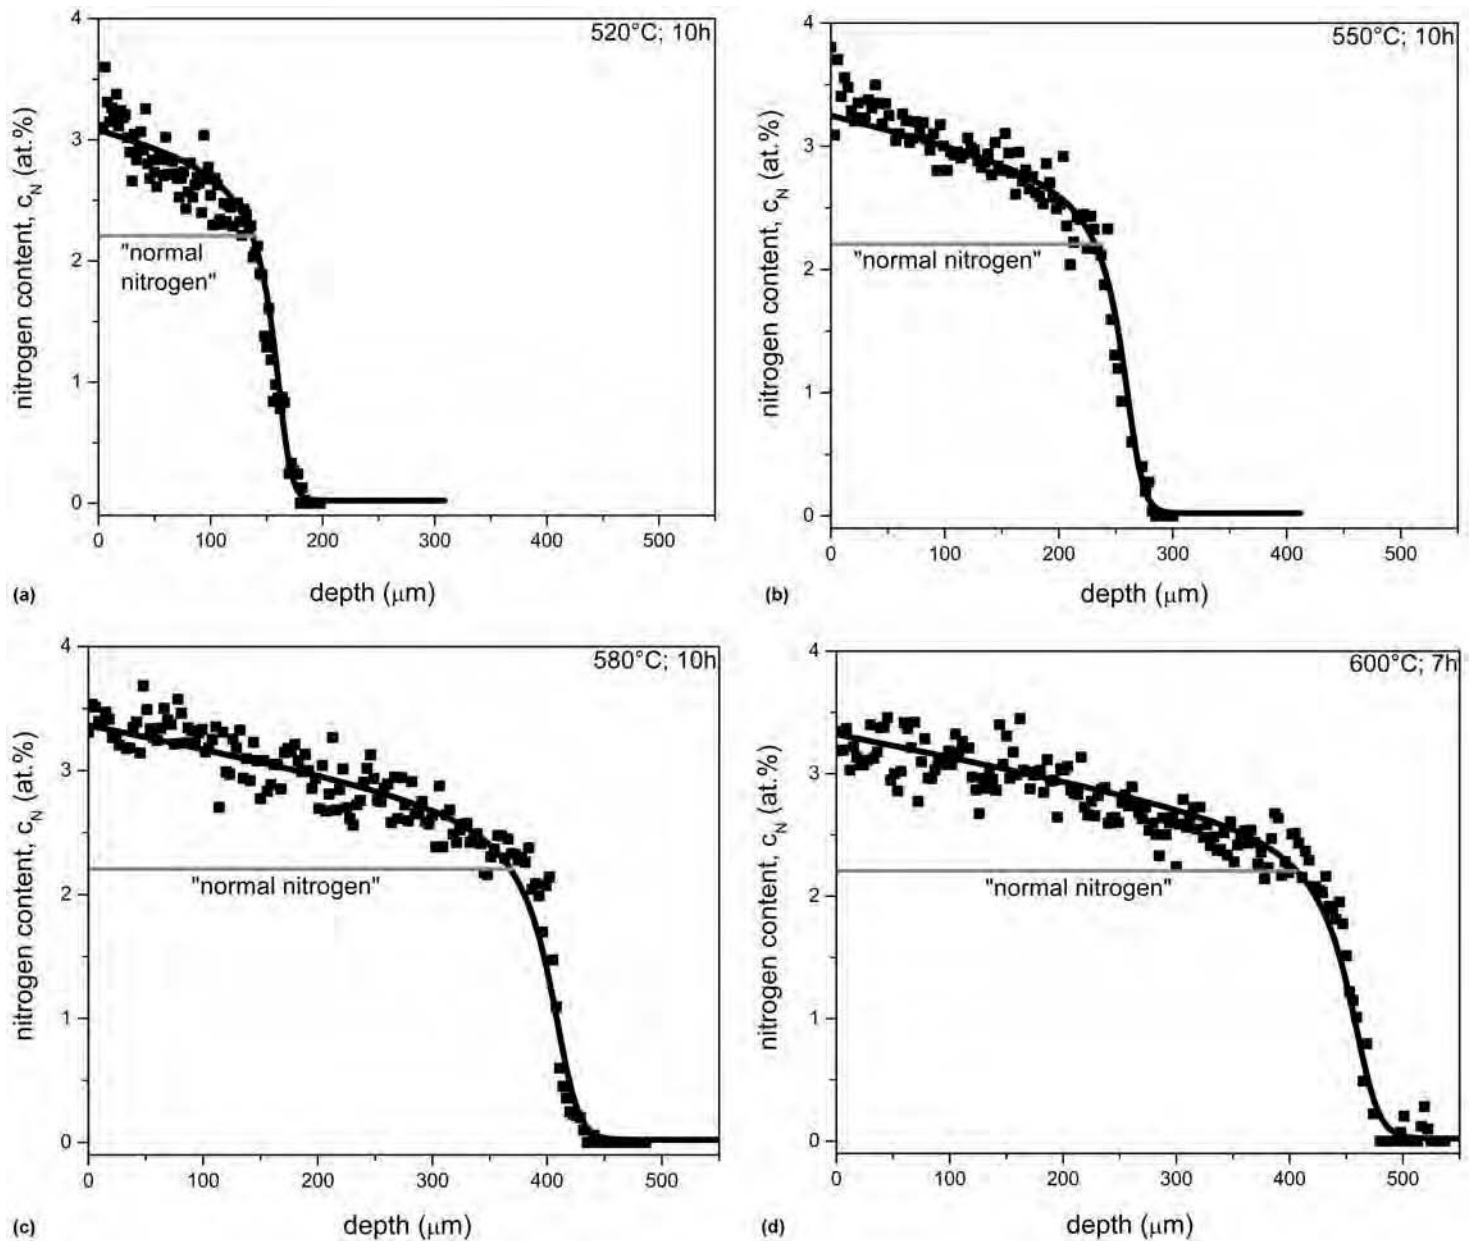 520°C; 10h
nitrogen content, c_N (at.%)
4
3
2
1
0
"normal
nitrogen"
0 100 200 300 400 500
depth (μm)
(a)
550°C; 10h
nitrogen content, c_N (at.%)
4
3
2
1
0
"normal nitrogen"
0 100 200 300 400 500
depth (μm)
(b)
580°C; 10h
nitrogen content, c_N (at.%)
4
3
2
1
0
"normal nitrogen"
0 100 200 300 400 500
depth (μm)
(c)
600°C; 7h
nitrogen content, c_N (at.%)
4
3
2
1
0
"normal nitrogen"
0 100 200 300 400 500
depth (μm)
(d)